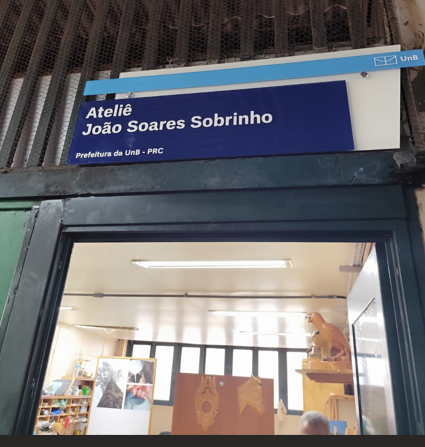 UnB
Ateliê
João Soares Sobrinho
Prefeitura da UnB - PRC